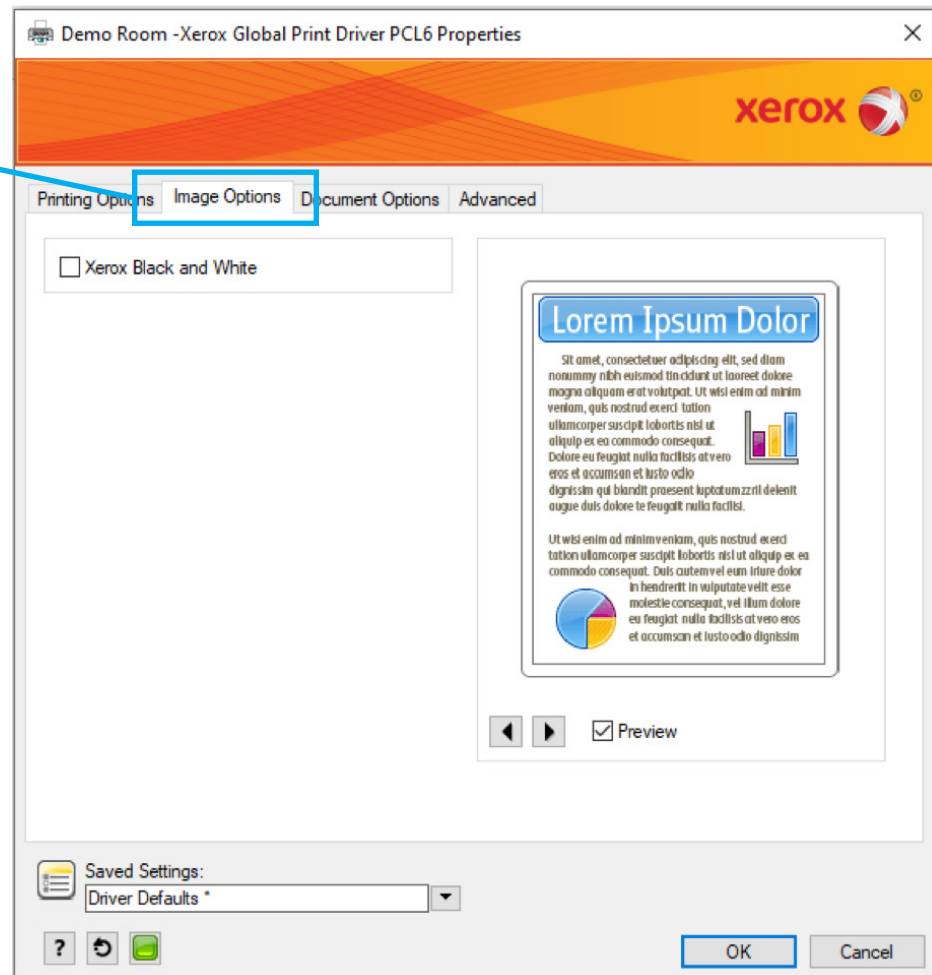 Demo Room -Xerox Global Print Driver PCL6 Properties
xerox
Printing Options Image Options Document Options Advanced
Xerox Black and White
Lorem Ipsum Dolor
Sit amet, consectetuer adipiscing elit, sed diam
nonummy nibh euismod tincidunt ut laoreet dolore
magna aliquam erat volutpat. Ut wisi enim ad minim
veniam, quis nostrud exerci tation
ullamcorper suscipit lobortis nisl ut
aliquip ex ea commodo consequat.
Dolore eu feugiat nulla facilisis at vero
eros et accumsan et iusto odio
dignissim qui blandit praesent luptatum zzril delenit
augue duis dolore te feugait nulla facilisi.
Ut wisi enim ad minim veniam, quis nostrud exerci
tation ullamcorper suscipit lobortis nisl ut aliquip ex ea
commodo consequat. Duis autem vel eum iriure dolor
in hendrerit in vulputate velit esse
molestie consequat, vel illum dolore
eu feugiat nulla facilisis at vero eros
et accumsan et iusto odio dignissim
Preview
Saved Settings:
Driver Defaults *
?
OK Cancel